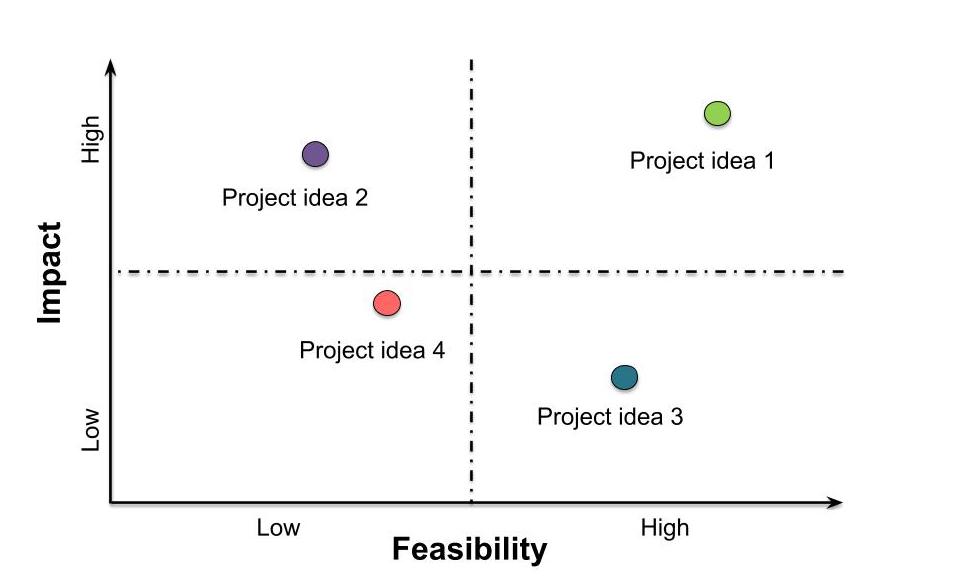 High
Project idea 1
Project idea 2
Impact
Project idea 4
Project idea 3
Low
Low
High
Feasibility